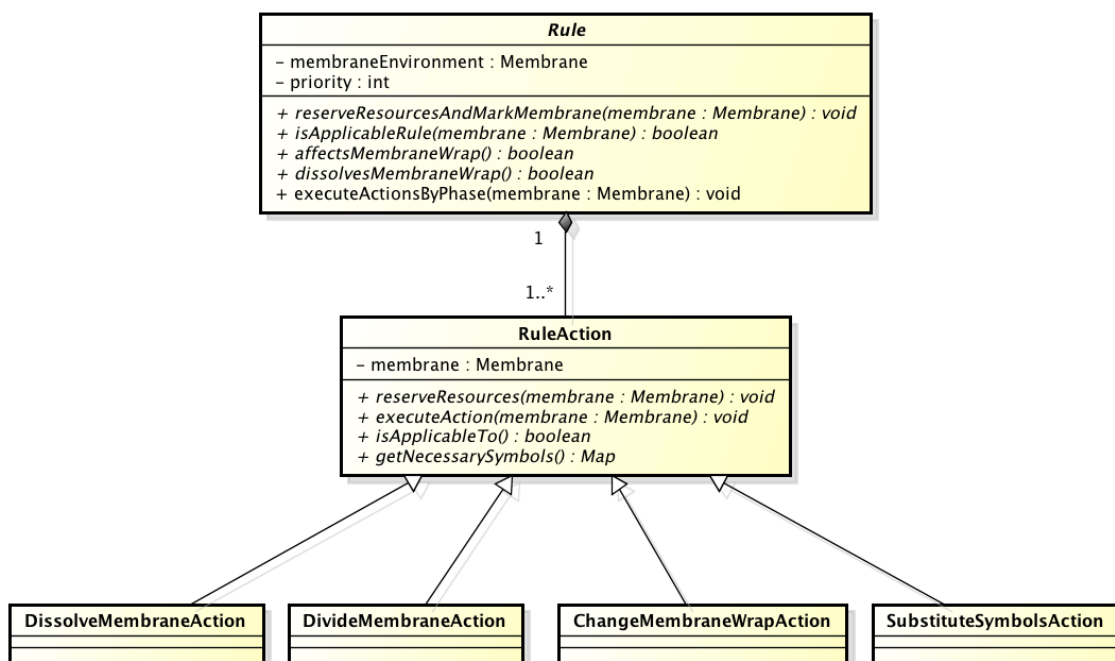 Rule
- membraneEnvironment : Membrane
- priority : int
+ reserveResourcesAndMarkMembrane(membrane : Membrane) : void
+ isApplicableRule(membrane : Membrane) : boolean
+ affectsMembraneWrap() : boolean
+ dissolvesMembraneWrap() : boolean
+ executeActionsByPhase(membrane : Membrane) : void
1
1..*
RuleAction
- membrane : Membrane
+ reserveResources(membrane : Membrane) : void
+ executeAction(membrane : Membrane) : void
+ isApplicableTo() : boolean
+ getNecessarySymbols() : Map
DissolveMembraneAction
DivideMembraneAction
ChangeMembraneWrapAction
SubstituteSymbolsAction